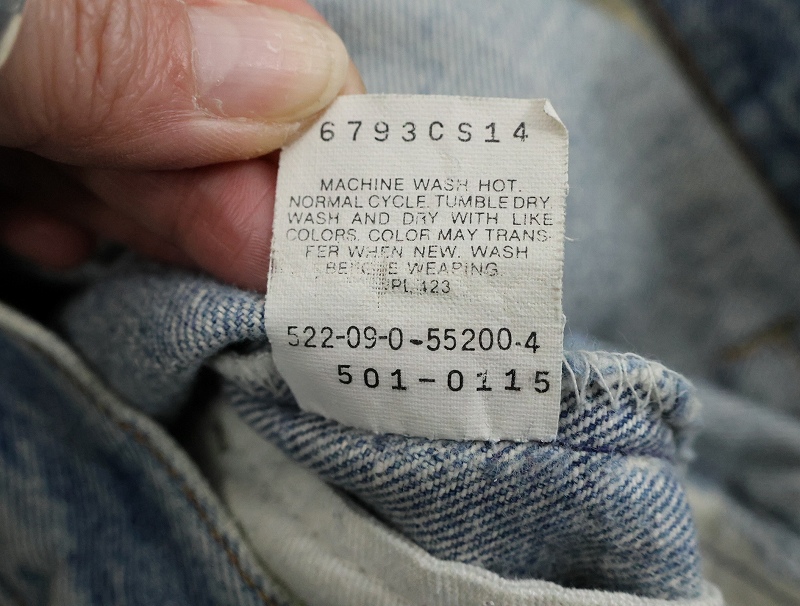 6793CS14
MACHINE WASH HOT.
NORMAL CYCLE. TUMBLE DRY
WASH AND DRY WITH LIKE
COLORS. COLOR MAY TRANS-
FER WHEN NEW. WASH
WEARING
423
522-09-0-55200-4
501-0115